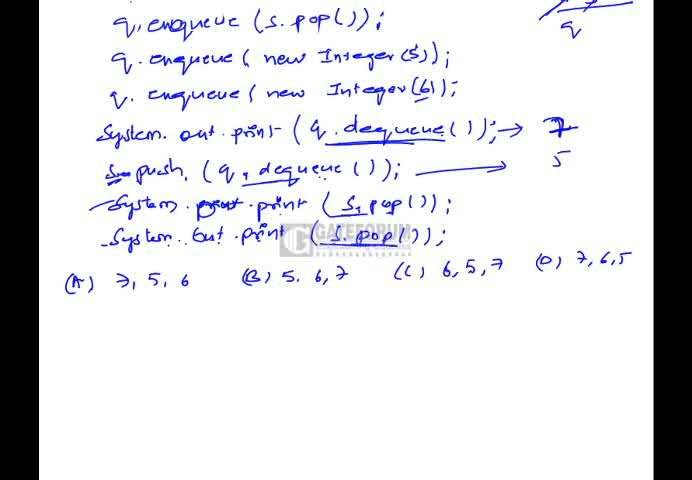 q.enqueue (s.pop());
q
q.enqueue ( new Integer(5));
q.enqueue ( new Integer(6));
System.out.print ( q.dequeue()); → 7
S.push. (q.dequeue()); → 5
System. print (s.pop());
System.out.print (s.pop());
GATEFORUM
(A) 7, 5, 6 (B) 5. 6, 7 (C) 6, 5, 7 (D) 7, 6, 5